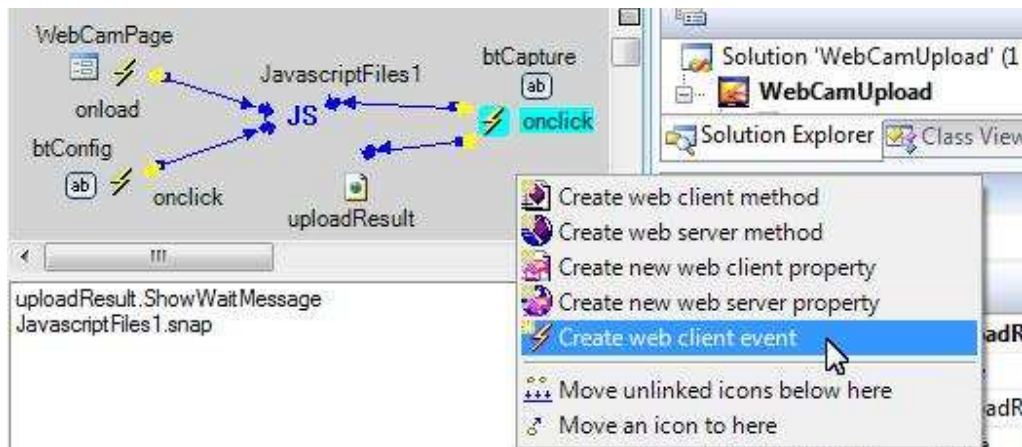 WebCamPage
onload
btConfig
ab
onclick
JavascriptFiles1
JS
uploadResult
btCapture
ab
onclick
Solution 'WebCamUpload' (1
WebCamUpload
Solution Explorer
Class View
uploadResult.ShowWaitMessage
JavascriptFiles1.snap
Create web client method
Create web server method
Create new web client property
Create new web server property
Create web client event
Move unlinked icons below here
Move an icon to here
adR
adR